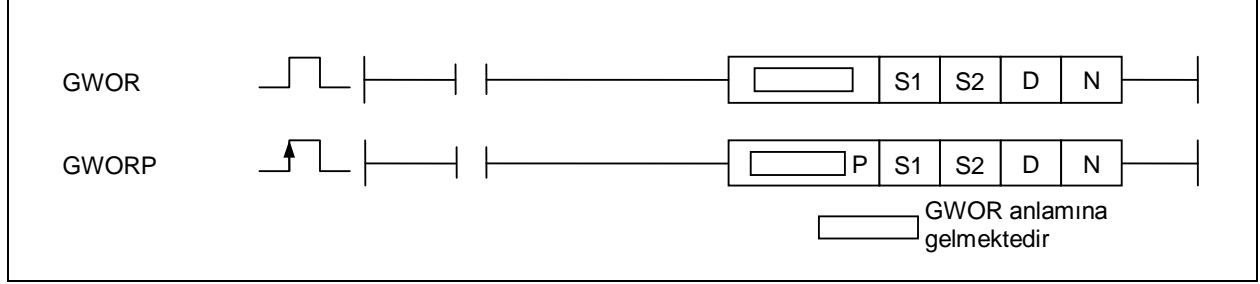 GWOR S1 S2 D N
GWORP P S1 S2 D N
GWOR anlamına
gelmektedir